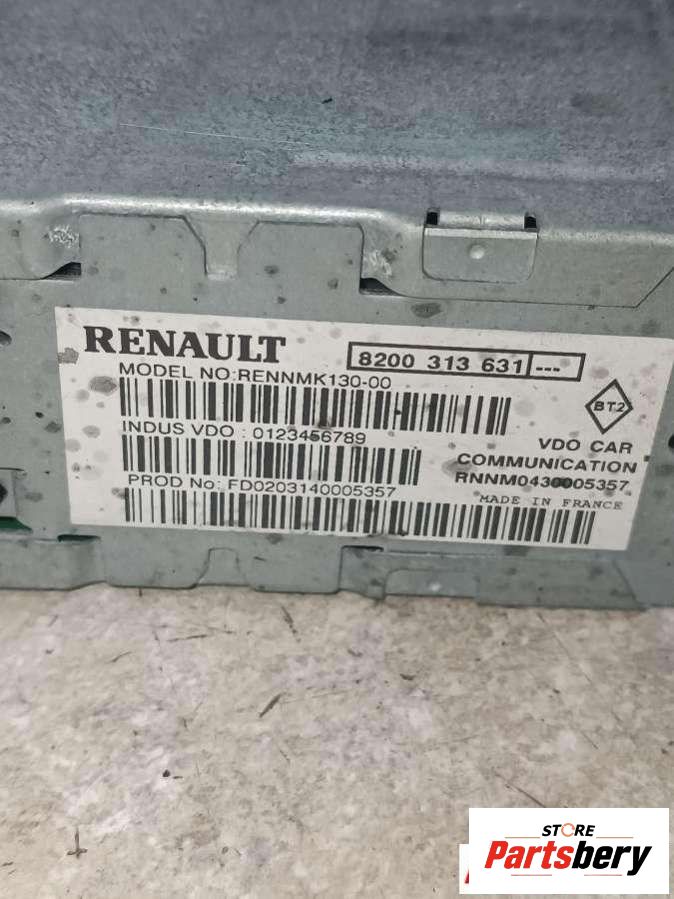 RENAULT
8200 313 631 ---
MODEL NO:RENNMK130-00
BT2
INDUS VDO : 0123456789
VDO CAR
COMMUNICATION
RNNM0430005357
PROD No: FD0203140005357
MADE IN FRANCE
STORE
Partsbery